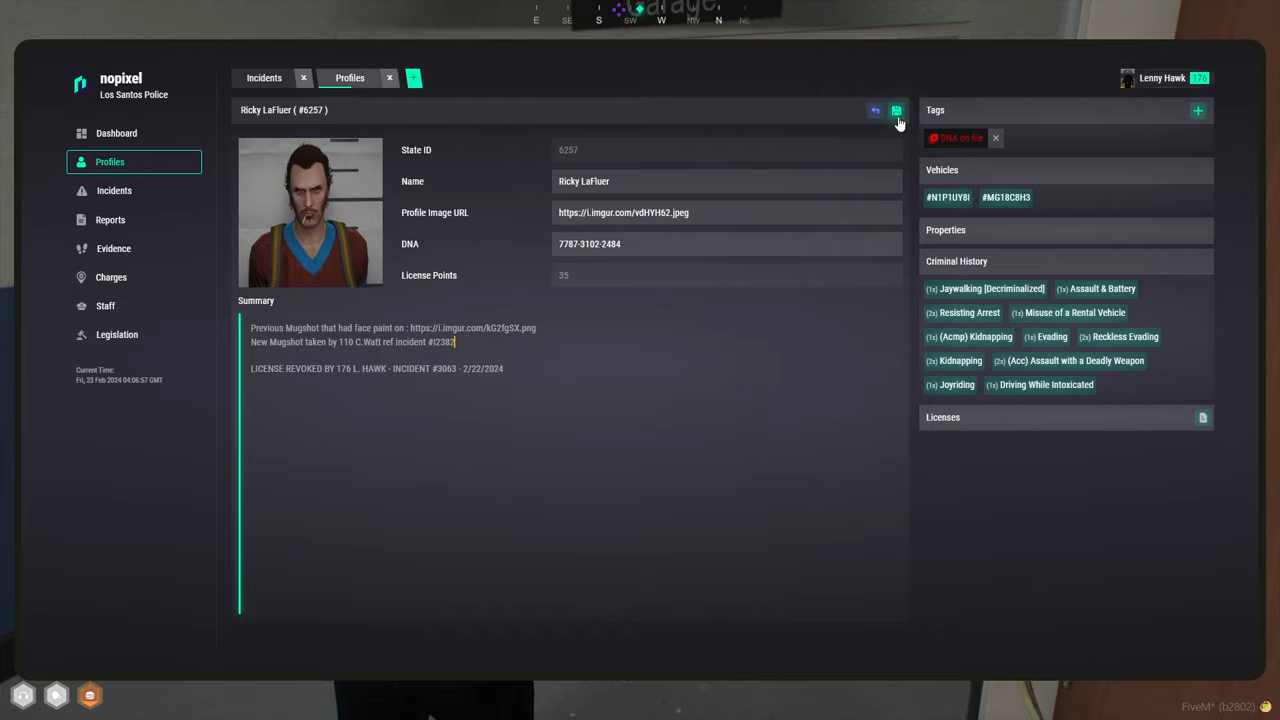 Garage
E SE S SW W NW N NE
nopixel
Los Santos Police
Incidents x Profiles x +
Lenny Hawk 176
Dashboard
Profiles
Incidents
Reports
Evidence
Charges
Staff
Legislation
Current Time:
Fri, 23 Feb 2024 04:06:57 GMT
Ricky LaFluer ( #6257 )
State ID 6257
Name Ricky LaFluer
Profile Image URL https://i.imgur.com/vdHYH62.jpeg
DNA 7787-3102-2484
License Points 35
Summary
Previous Mugshot that had face paint on : https://i.imgur.com/kG2fgSX.png
New Mugshot taken by 110 C.Watt ref incident #I2382
LICENSE REVOKED BY 176 L. HAWK - INCIDENT #3063 - 2/22/2024
Tags +
DNA on file x
Vehicles
#N1P1UY8I #MG18C8H3
Properties
Criminal History
(1x) Jaywalking [Decriminalized] (1x) Assault & Battery
(2x) Resisting Arrest (1x) Misuse of a Rental Vehicle
(1x) (Acmp) Kidnapping (1x) Evading (2x) Reckless Evading
(2x) Kidnapping (2x) (Acc) Assault with a Deadly Weapon
(1x) Joyriding (1x) Driving While Intoxicated
Licenses
FiveM* (b2802)